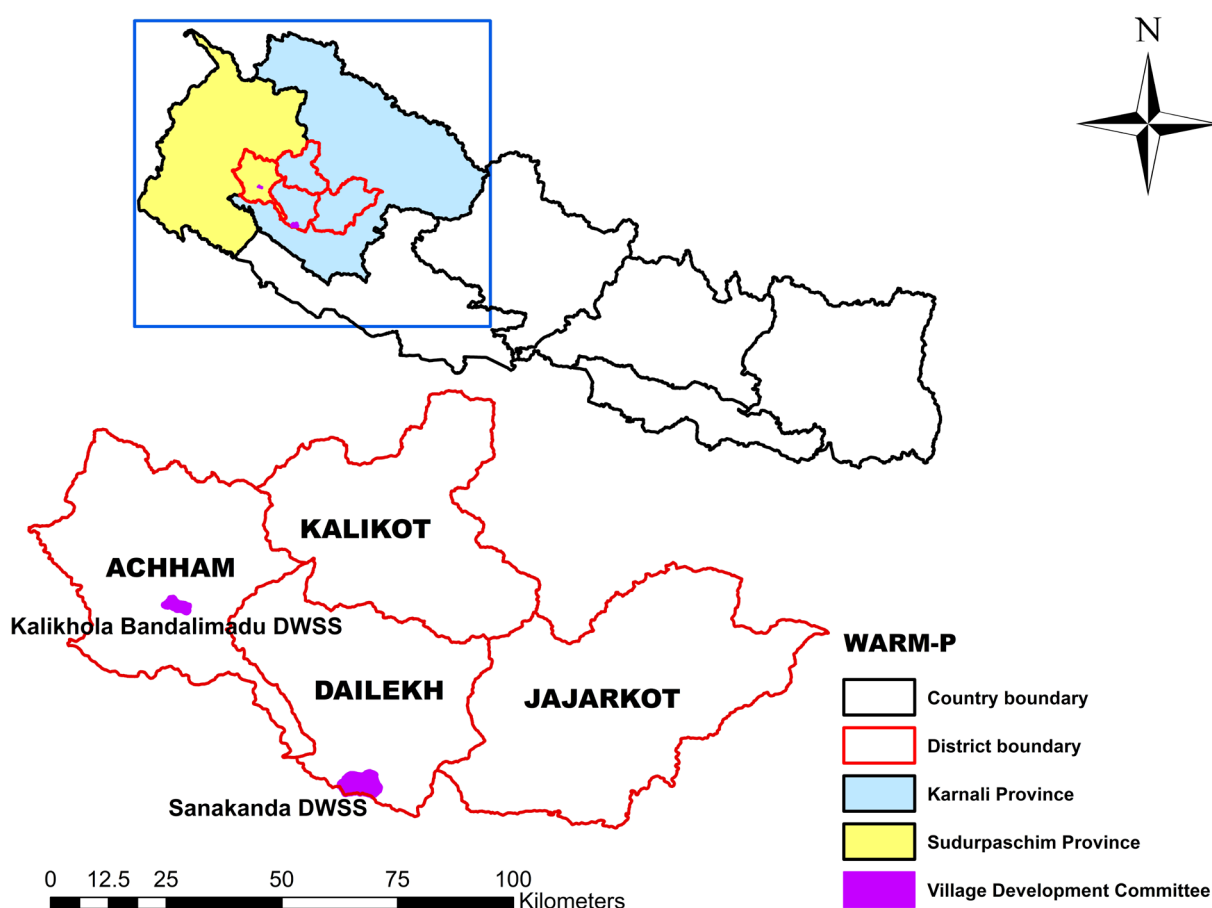 N
KALIKOT
ACHHAM
Kalikhola Bandalimadu DWSS
DAILEKH
JAJARKOT
Sanakanda DWSS
WARM-P
Country boundary
District boundary
Karnali Province
Sudurpaschim Province
Village Development Committee
0 12.5 25 50 75 100
Kilometers